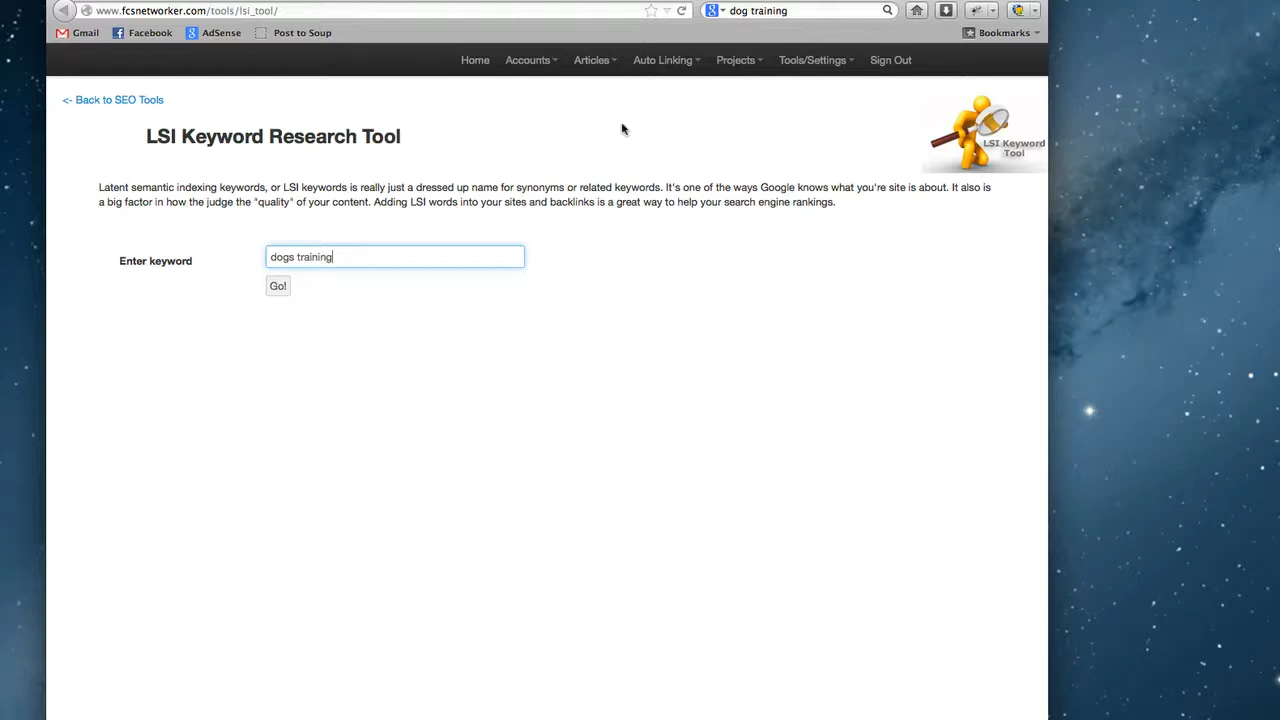 www.fcsnetworker.com/tools/lsi_tool/
dog training
Gmail
Facebook
AdSense
Post to Soup
Bookmarks
Home
Accounts
Articles
Auto Linking
Projects
Tools/Settings
Sign Out
<- Back to SEO Tools
LSI Keyword Research Tool
LSI Keyword
Tool
Latent semantic indexing keywords, or LSI keywords is really just a dressed up name for synonyms or related keywords. It's one of the ways Google knows what you're site is about. It also is
a big factor in how the judge the "quality" of your content. Adding LSI words into your sites and backlinks is a great way to help your search engine rankings.
Enter keyword
dogs training
Go!